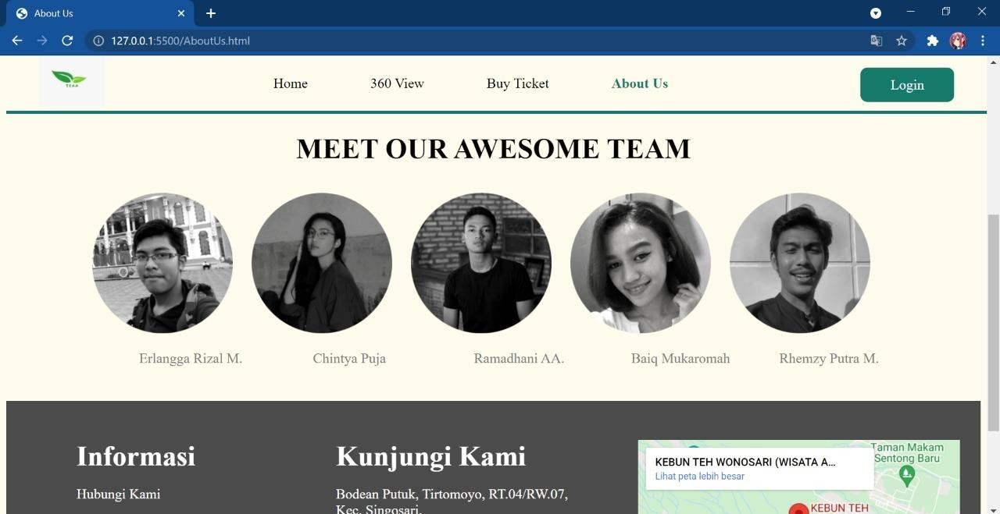 About Us
127.0.0.1:5500/AboutUs.html
TEAA
Home
360 View
Buy Ticket
About Us
Login
MEET OUR AWESOME TEAM
Erlangga Rizal M.
Chintya Puja
Ramadhani AA.
Baiq Mukaromah
Rhemzy Putra M.
Informasi
Hubungi Kami
Kunjungi Kami
Bodean Putuk, Tirtomoyo, RT.04/RW.07,
Kec. Singosari,
KEBUN TEH WONOSARI (WISATA A...
Lihat peta lebih besar
Taman Makam
Sentong Baru
KEBUN TEH